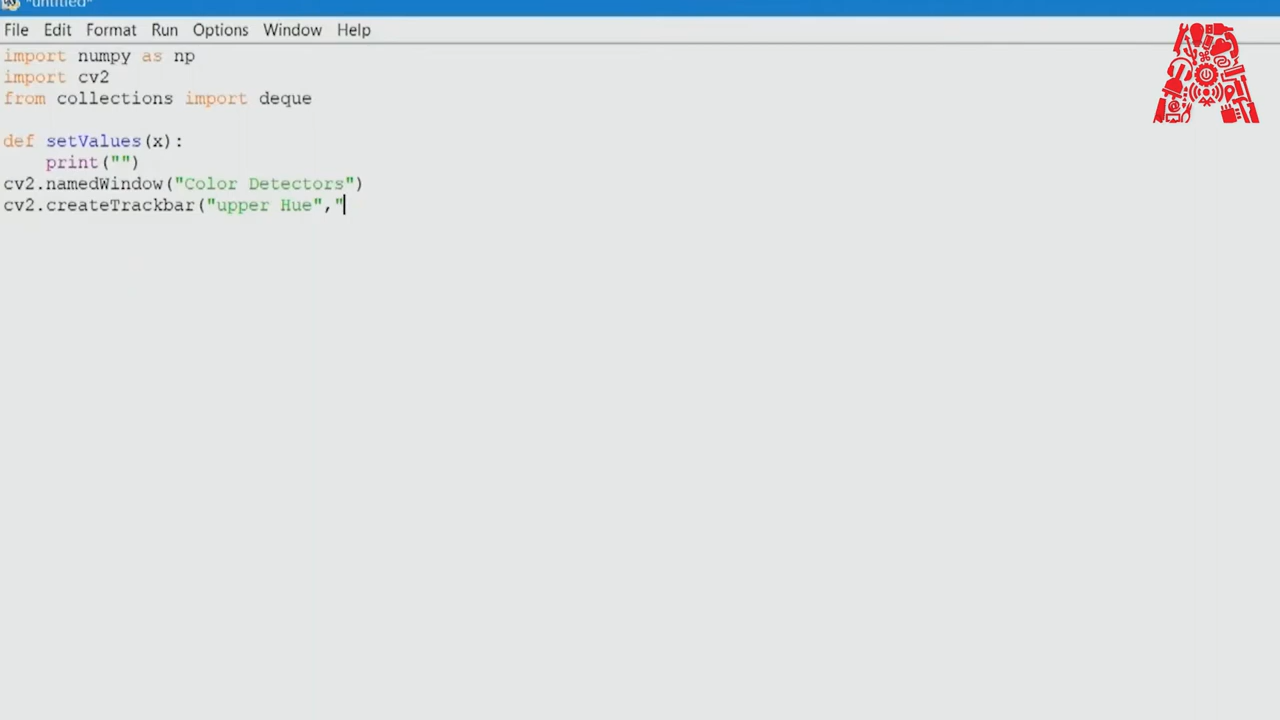 *untitled*
File Edit Format Run Options Window Help
import numpy as np
import cv2
from collections import deque
def setValues(x):
    print("")
cv2.namedWindow("Color Detectors")
cv2.createTrackbar("upper Hue","